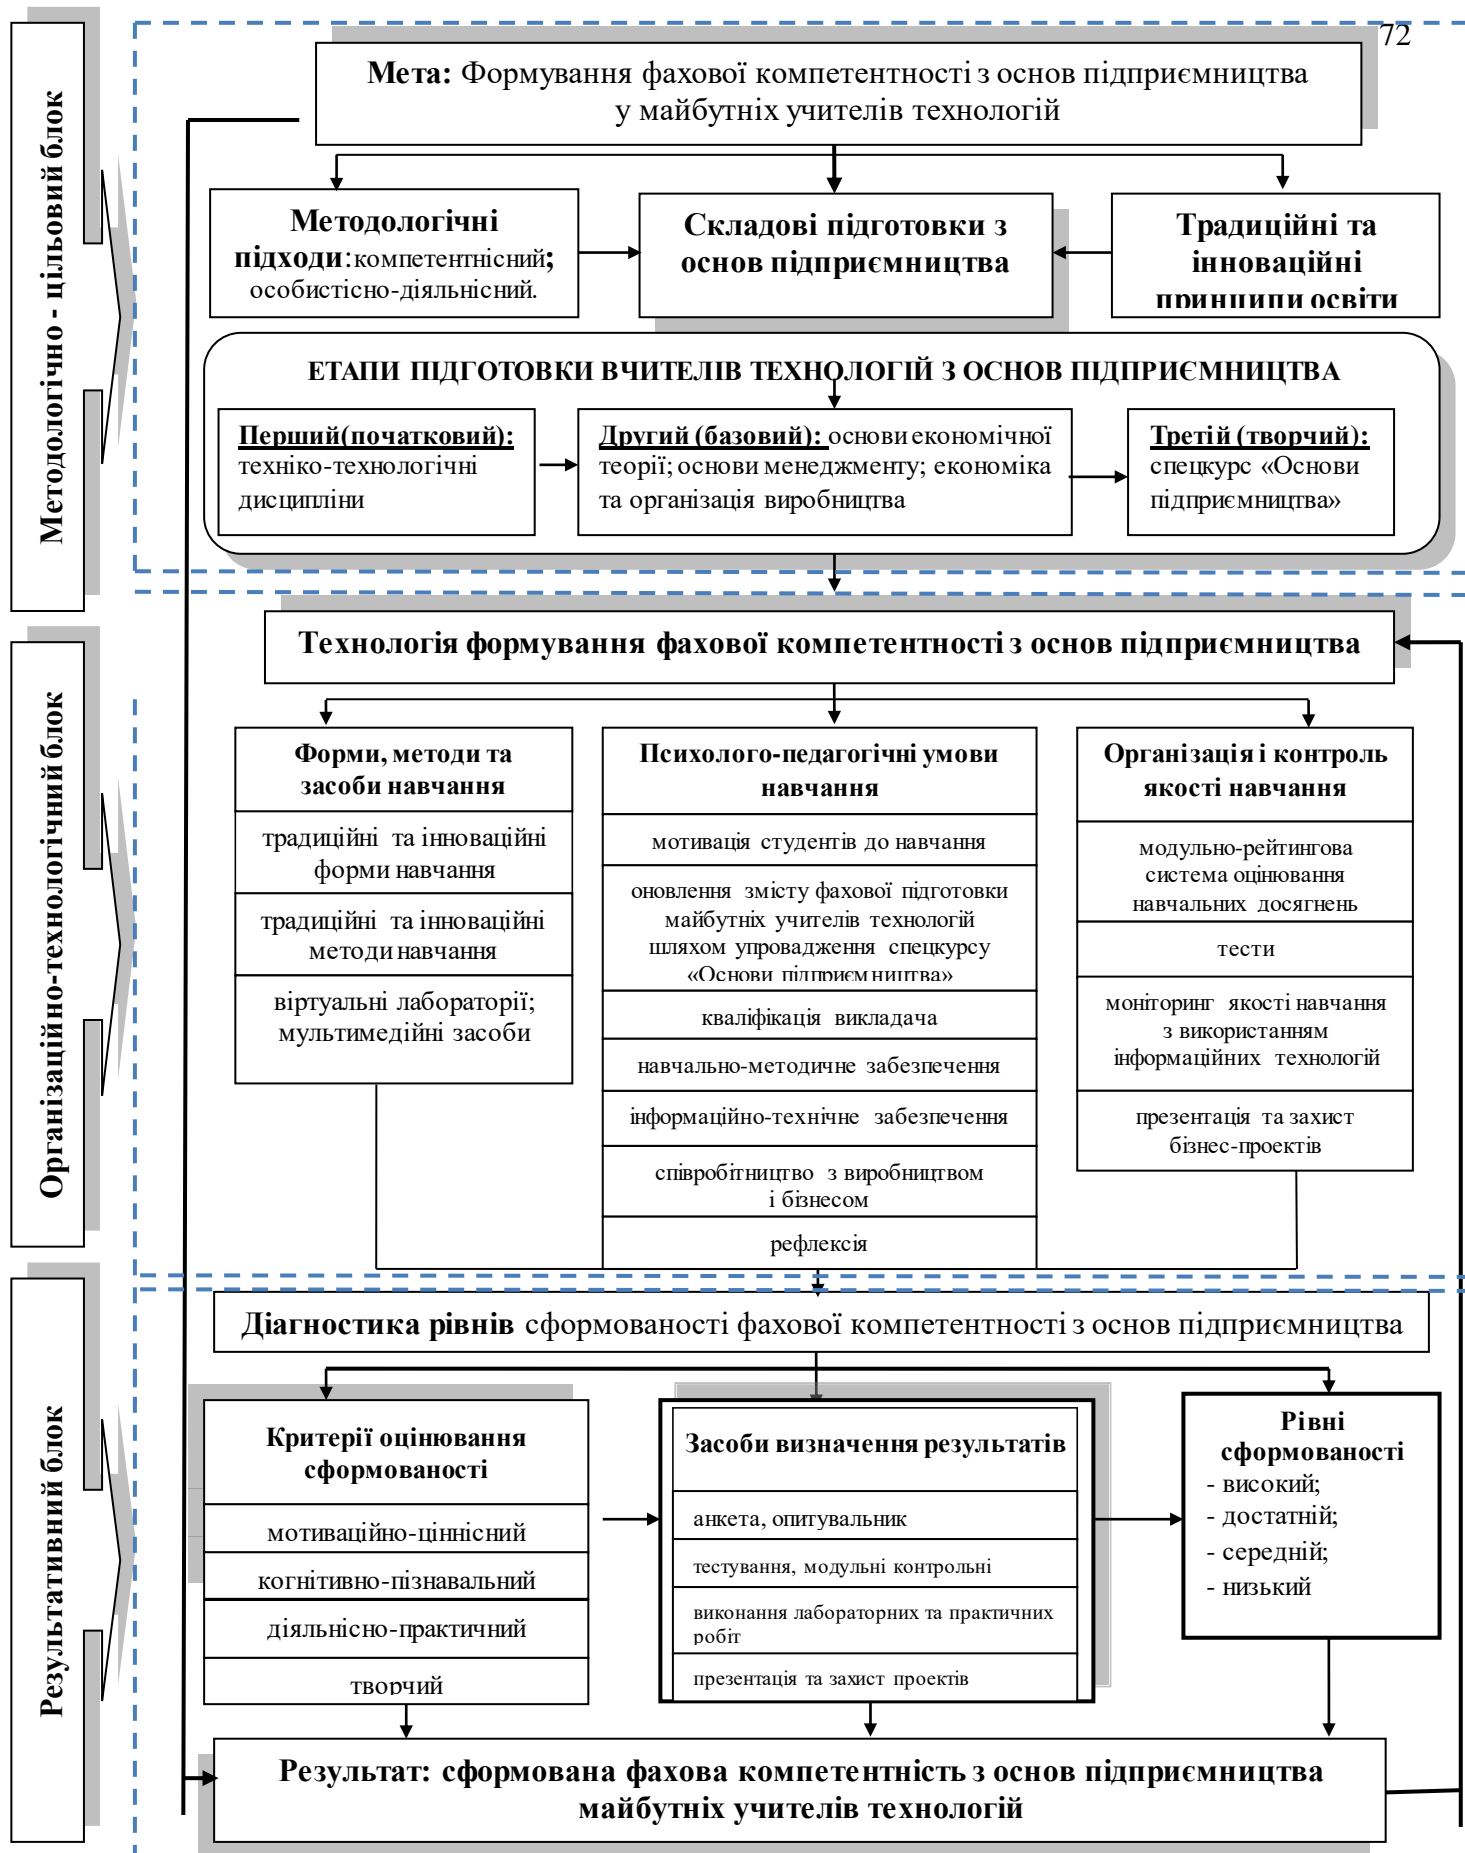 72
Методологічно - цільовий блок
Мета: Формування фахової компетентності з основ підприємництва
у майбутніх учителів технологій
Методологічні
підходи: компетентнісний;
особистісно-діяльнісний.
Складові підготовки з
основ підприємництва
Традиційні та
інноваційні
принципи освіти
ЕТАПИ ПІДГОТОВКИ ВЧИТЕЛІВ ТЕХНОЛОГІЙ З ОСНОВ ПІДПРИЄМНИЦТВА
Перший(початковий):
техніко-технологічні
дисципліни
Другий (базовий): основи економічної
теорії; основи менеджменту; економіка
та організація виробництва
Третій (творчий):
спецкурс «Основи
підприємництва»
Організаційно-технологічний блок
Технологія формування фахової компетентності з основ підприємництва
Форми, методи та
засоби навчання
традиційні та інноваційні
форми навчання
традиційні та інноваційні
методи навчання
віртуальні лабораторії;
мультимедійні засоби
Психолого-педагогічні умови
навчання
мотивація студентів до навчання
оновлення змісту фахової підготовки
майбутніх учителів технологій
шляхом упровадження спецкурсу
«Основи підприємництва»
кваліфікація викладача
навчально-методичне забезпечення
інформаційно-технічне забезпечення
співробітництво з виробництвом
і бізнесом
рефлексія
Організація і контроль
якості навчання
модульно-рейтингова
система оцінювання
навчальних досягнень
тести
моніторинг якості навчання
з використанням
інформаційних технологій
презентація та захист
бізнес-проектів
Результативний блок
Діагностика рівнів сформованості фахової компетентності з основ підприємництва
Критерії оцінювання
сформованості
мотиваційно-ціннісний
когнітивно-пізнавальний
діяльнісно-практичний
творчий
Засоби визначення результатів
анкета, опитувальник
тестування, модульні контрольні
виконання лабораторних та практичних
робіт
презентація та захист проектів
Рівні
сформованості
- високий;
- достатній;
- середній;
- низький
Результат: сформована фахова компетентність з основ підприємництва
майбутніх учителів технологій